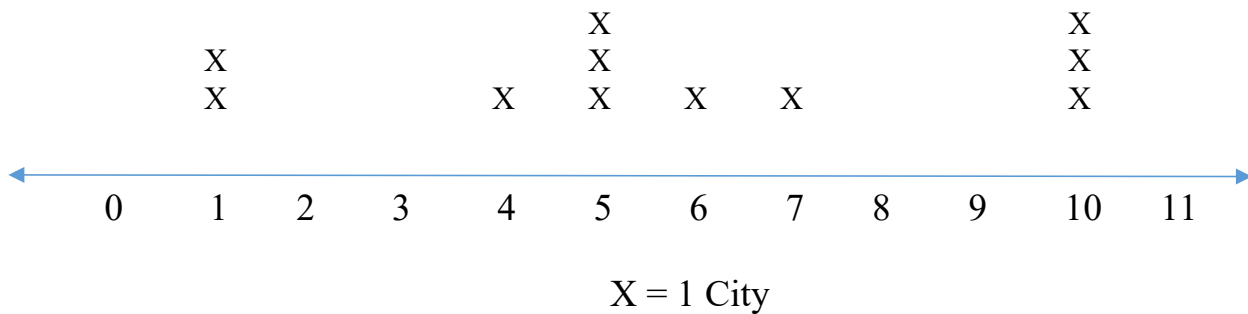 X X
X X X
X X X X X X
0 1 2 3 4 5 6 7 8 9 10 11
X = 1 City